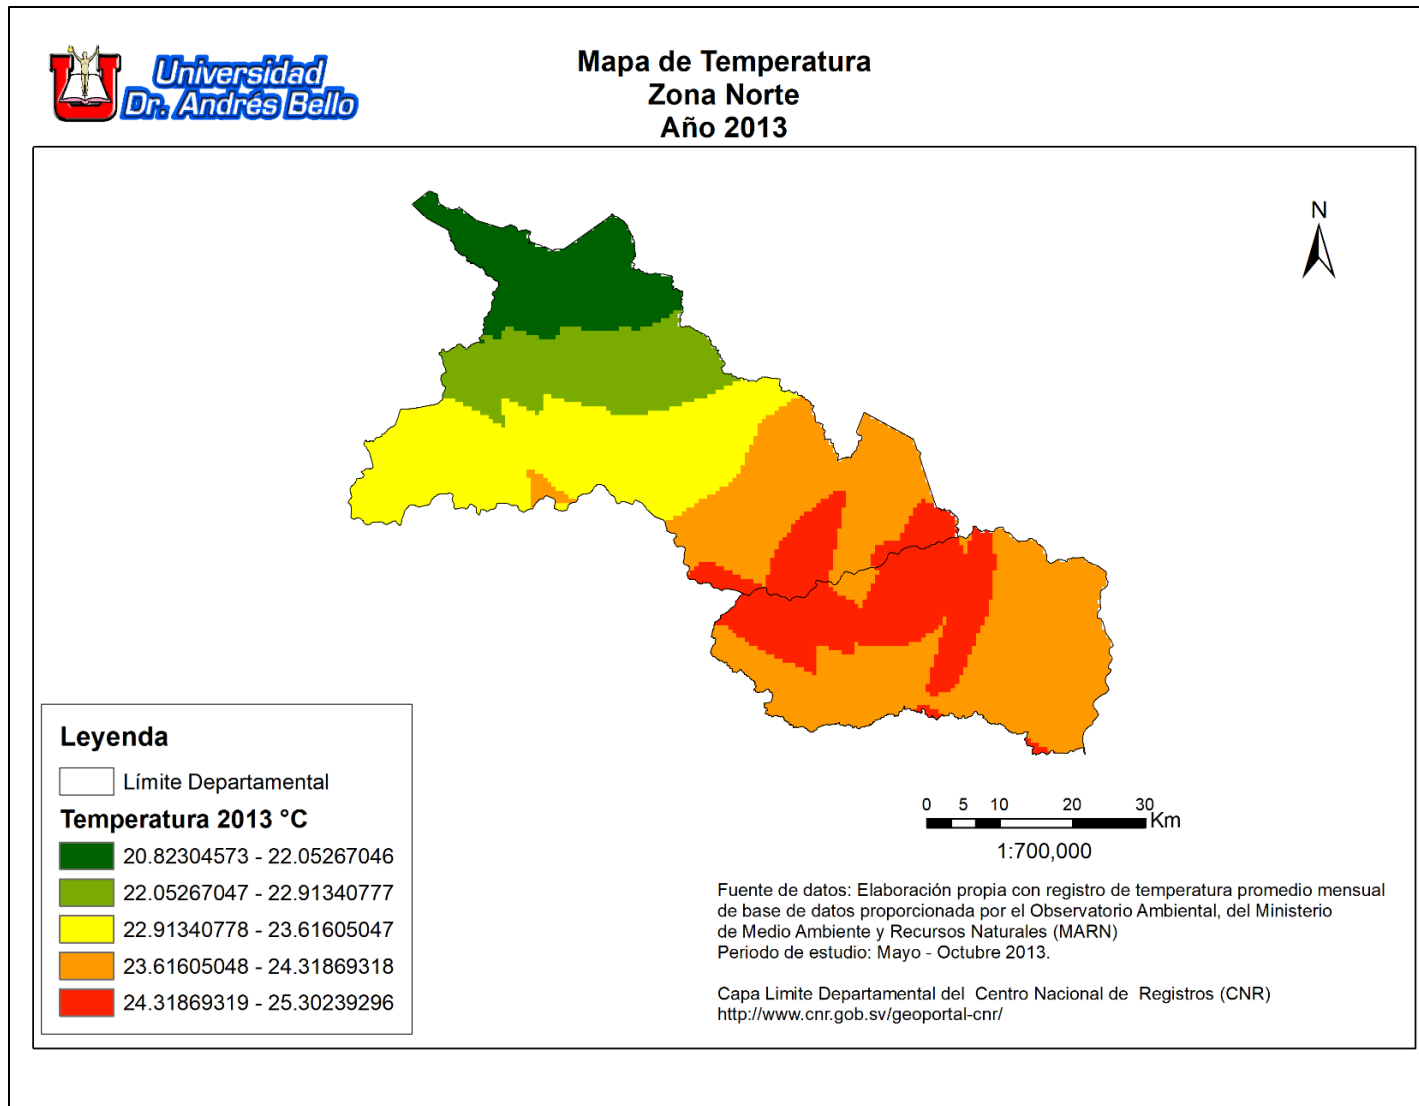 Universidad
Dr. Andrés Bello
Mapa de Temperatura
Zona Norte
Año 2013
N
Leyenda
Límite Departamental
Temperatura 2013 °C
20.82304573 - 22.05267046
22.05267047 - 22.91340777
22.91340778 - 23.61605047
23.61605048 - 24.31869318
24.31869319 - 25.30239296
0 5 10 20 30
Km
1:700,000
Fuente de datos: Elaboración propia con registro de temperatura promedio mensual
de base de datos proporcionada por el Observatorio Ambiental, del Ministerio
de Medio Ambiente y Recursos Naturales (MARN)
Periodo de estudio: Mayo - Octubre 2013.
Capa Limite Departamental del Centro Nacional de Registros (CNR)
http://www.cnr.gob.sv/geoportal-cnr/